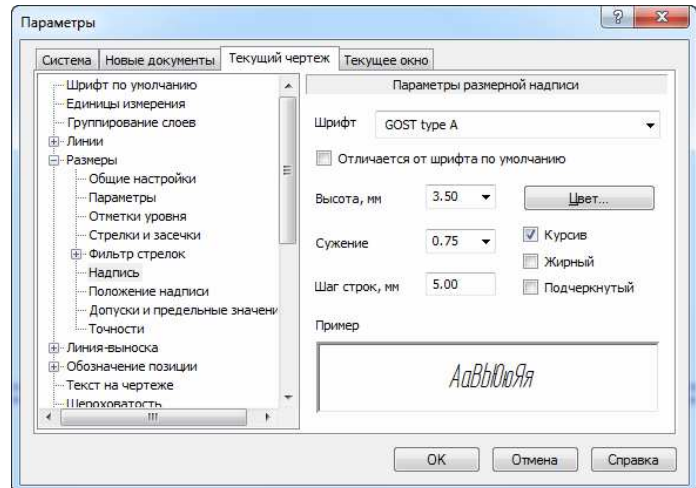 Параметры
Система Новые документы Текущий чертеж Текущее окно
Шрифт по умолчанию
Единицы измерения
Группирование слоев
Линии
Размеры
Общие настройки
Параметры
Отметки уровня
Стрелки и засечки
Фильтр стрелок
Надпись
Положение надписи
Допуски и предельные значени
Точности
Линия-выноска
Обозначение позиции
Текст на чертеже
Шероховатость
Параметры размерной надписи
Шрифт GOST type A
Отличается от шрифта по умолчанию
Высота, мм 3.50 Цвет...
Сужение 0.75 Курсив
Жирный
Шаг строк, мм 5.00 Подчеркнутый
Пример
АаВЬЮюЯя
OK Отмена Справка